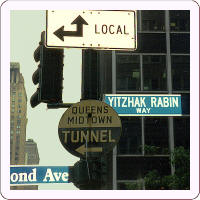 LOCAL
YITZHAK RABIN
WAY
QUEENS
MIDTOWN
TUNNEL
ond Ave